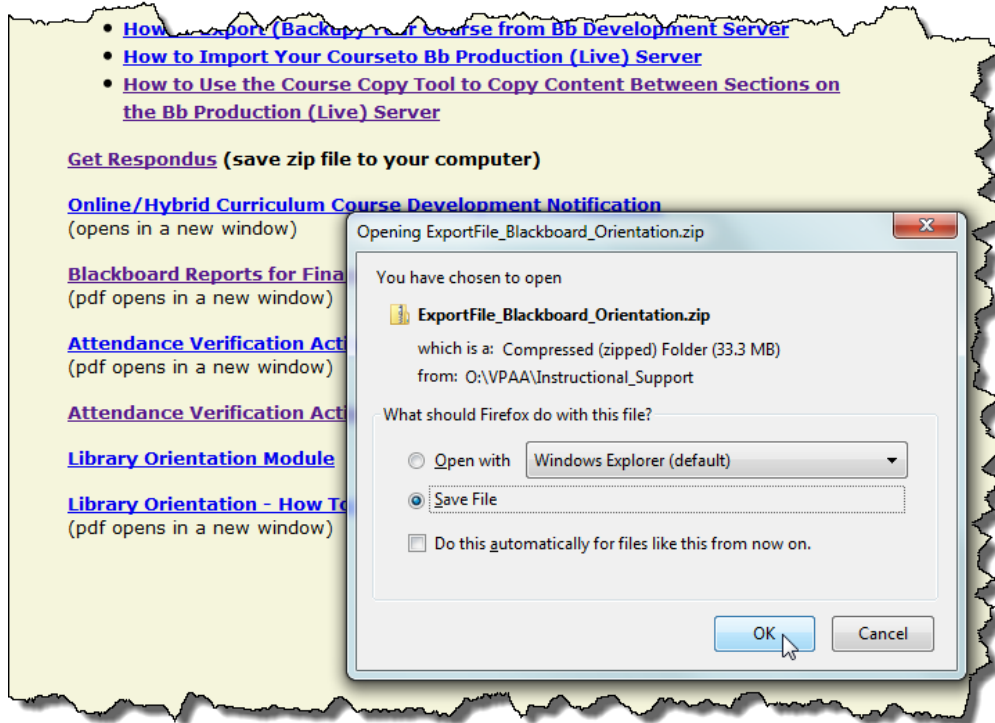 • How Export (Backup) Your Course from Bb Development Server
• How to Import Your Courseto Bb Production (Live) Server
• How to Use the Course Copy Tool to Copy Content Between Sections on
the Bb Production (Live) Server
Get Respondus (save zip file to your computer)
Online/Hybrid Curriculum Course Development Notification
(opens in a new window)
Blackboard Reports for Fina
(pdf opens in a new window)
Attendance Verification Acti
(pdf opens in a new window)
Attendance Verification Acti
Library Orientation Module
Library Orientation - How To
(pdf opens in a new window)
Opening ExportFile_Blackboard_Orientation.zip
You have chosen to open
ExportFile_Blackboard_Orientation.zip
which is a: Compressed (zipped) Folder (33.3 MB)
from: O:\VPAA\Instructional_Support
What should Firefox do with this file?
Open with Windows Explorer (default)
Save File
Do this automatically for files like this from now on.
OK Cancel